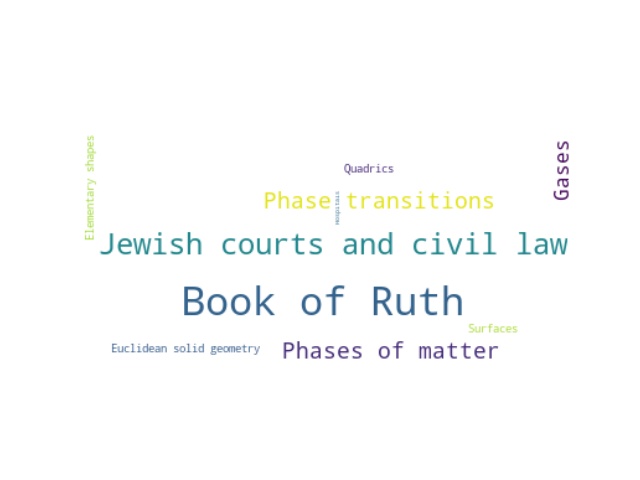 Elementary shapes
Gases
Quadrics
Phase transitions
Hospitals
Jewish courts and civil law
Book of Ruth
Surfaces
Euclidean solid geometry
Phases of matter